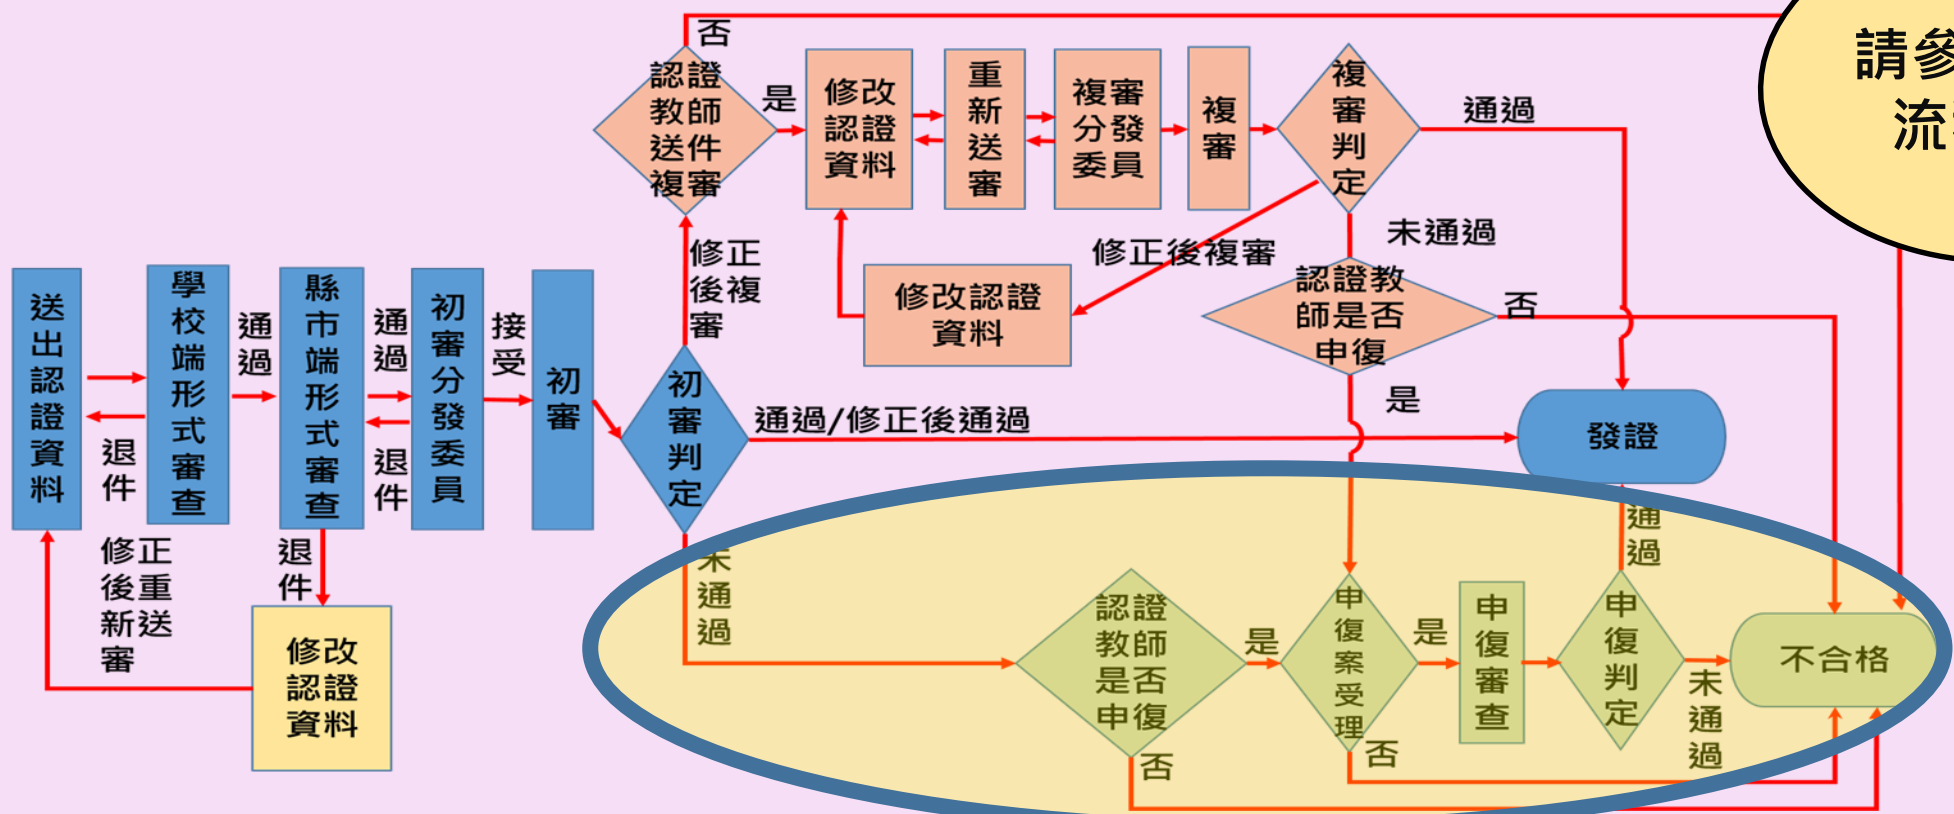 否
請參
流
認證
教師
送件
複審
是
修改
認證
資料
重
新
送
審
複審
分發
委員
複
審
複
審
判
定
通過
未通過
修正後複審
修改認證
資料
認證教
師是否
申復
否
是
修正
後複
審
送
出
認
證
資
料
退
件
學
校
端
形
式
審
查
通
過
縣
市
端
形
式
審
查
通
過
退
件
初
審
分
發
委
員
接
受
初
審
初
審
判
定
通過/修正後通過
發證
修正
後重
新送
審
退
件
修改
認證
資料
未
通
過
認證
教師
是否
申復
是
否
申
復
案
受
理
是
否
申
復
審
查
申
復
判
定
通
過
未
通
過
不合格